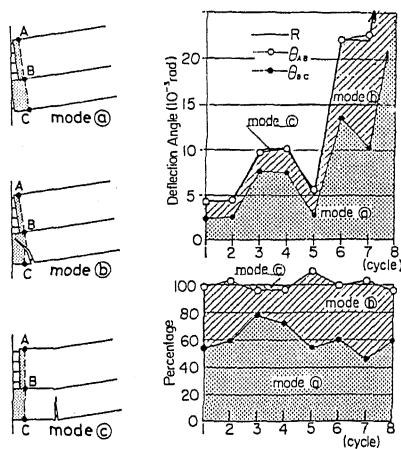 A
B
C
mode ⓐ
A
B
C
mode ⓑ
A
B
C
mode ⓒ
Deflection Angle (10⁻³rad)
20
15
10
5
0
R
θAB
θBC
mode ⓒ
mode ⓑ
mode ⓐ
1 2 3 4 5 6 7 8
(cycle)
mode ⓒ
Percentage
100
80
60
40
20
0
mode ⓑ
mode ⓐ
1 2 3 4 5 6 7 8
(cycle)